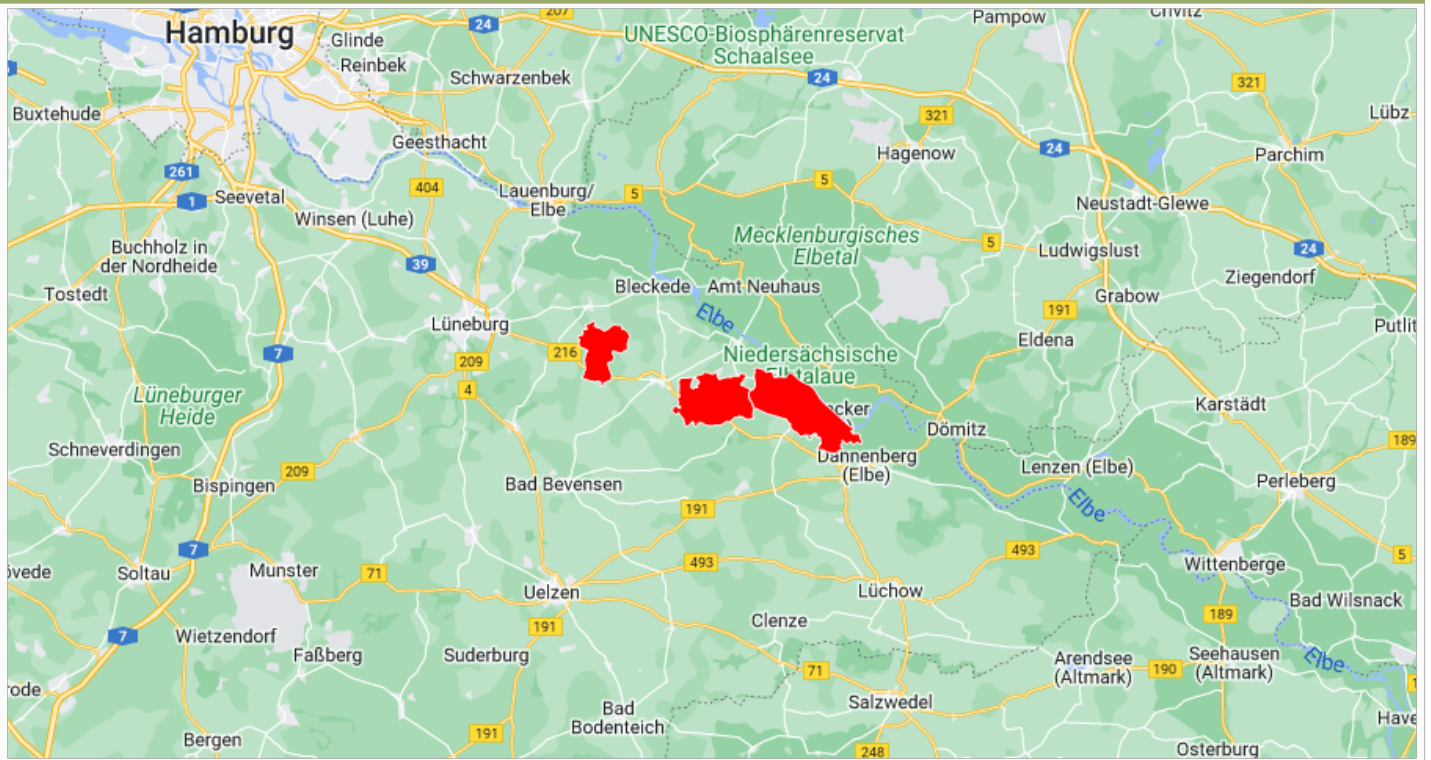 Hamburg
24
207
Pampow
Glinde
Reinbek
UNESCO-Biosphärenreservat
Schaalsee
Schwarzenbek
24
321
Buxtehude
321
Lübz
Geesthacht
Hagenow
24
Parchim
261
404
Lauenburg/
Elbe
5
5
1
Seevetal
Winsen (Luhe)
Neustadt-Glewe
Buchholz in
der Nordheide
39
Mecklenburgisches
Elbetal
5
Ludwigslust
24
Ziegendorf
Tostedt
Bleckede
Amt Neuhaus
Grabow
191
Elbe
Lüneburg
Putlit
7
216
209
Niedersächsische
Elbtalaue
Eldena
4
Lüneburger
Heide
Karstädt
acker
Dömitz
Schneverdingen
189
209
Dannenberg
(Elbe)
Lenzen (Elbe)
Bispingen
Bad Bevensen
Perleberg
191
Elbe
7
493
493
5
Soltau
Munster
71
Wittenberge
Uelzen
Lüchow
Bad Wilsnack
191
Clenze
189
7
Wietzendorf
Faßberg
Suderburg
Elbe
71
Arendsee
(Altmark)
190
Seehausen
(Altmark)
rode
Salzwedel
Bad
Bodenteich
Have
191
Bergen
248
Osterburg